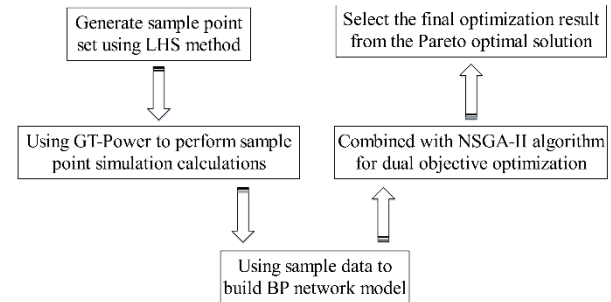 Generate sample point
set using LHS method
Using GT-Power to perform sample
point simulation calculations
Using sample data to
build BP network model
Combined with NSGA-II algorithm
for dual objective optimization
Select the final optimization result
from the Pareto optimal solution